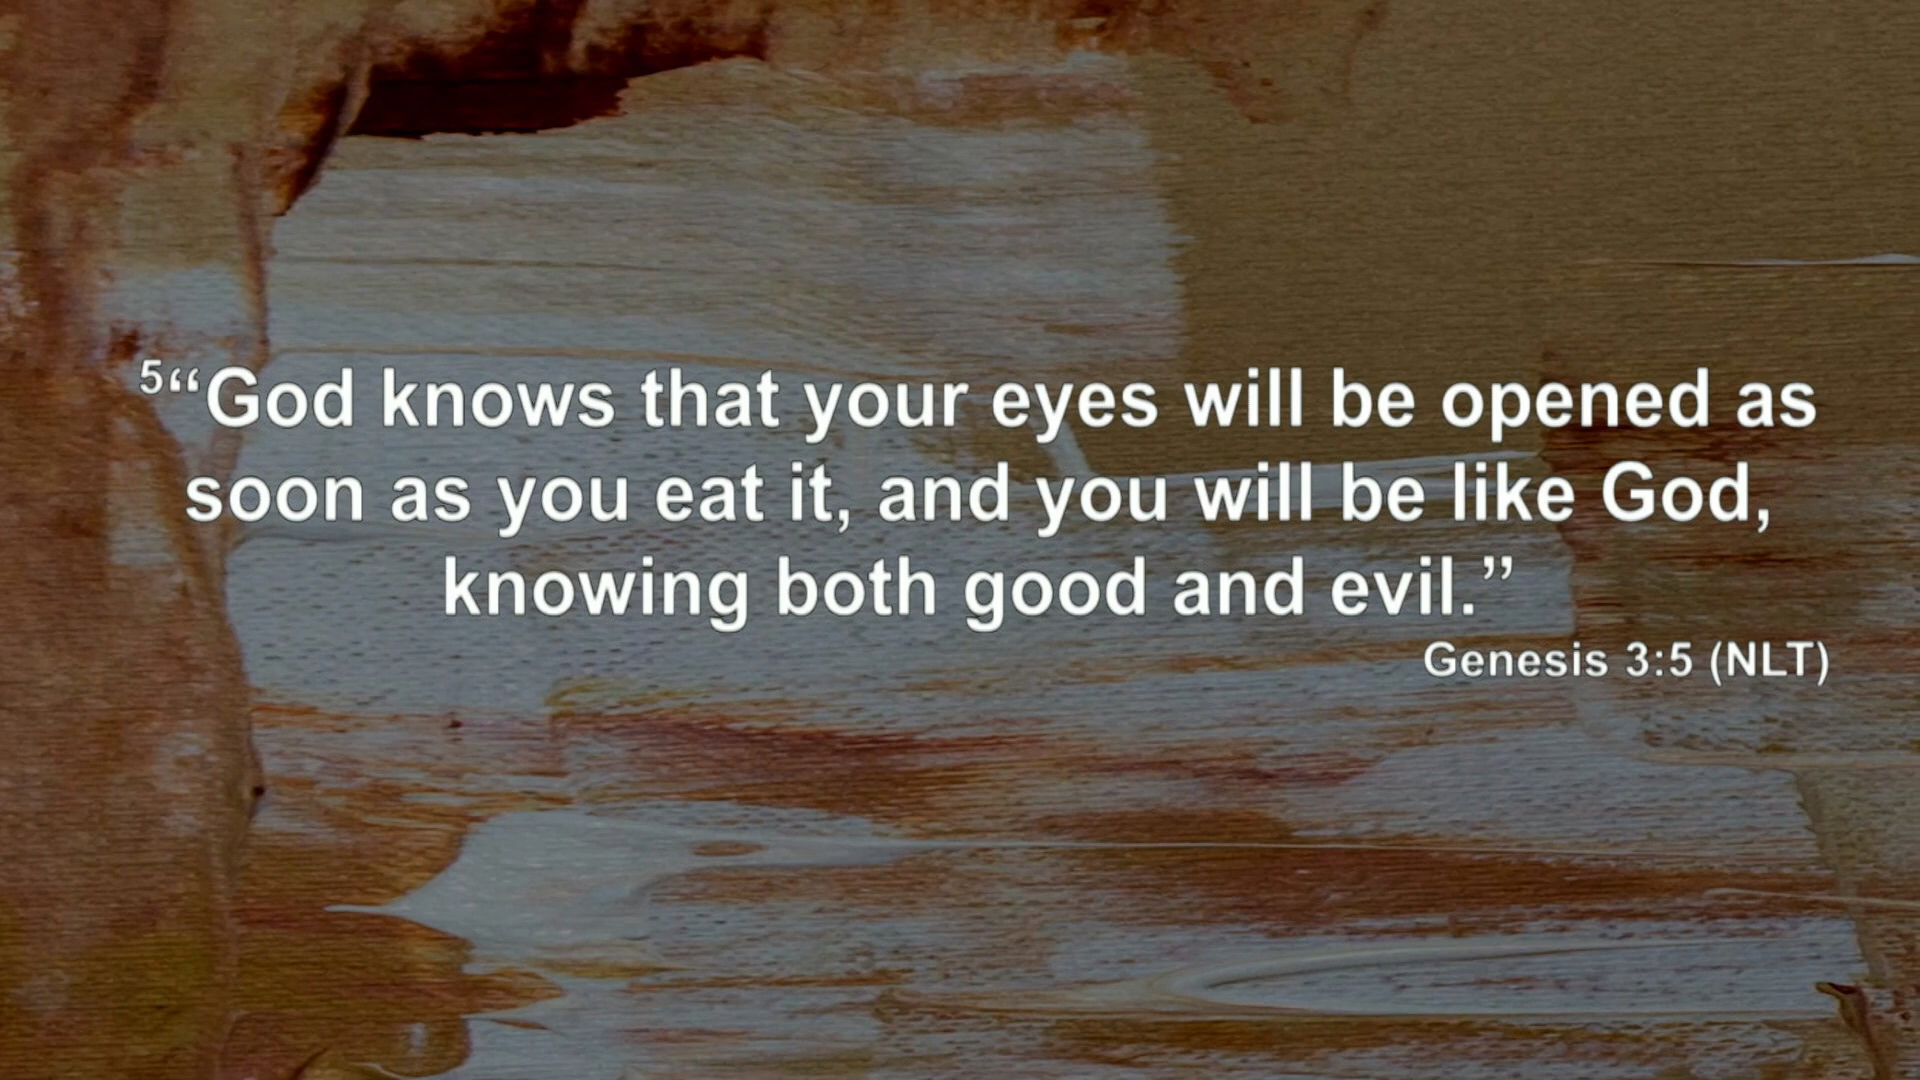 ⁵“God knows that your eyes will be opened as
soon as you eat it, and you will be like God,
knowing both good and evil.”
Genesis 3:5 (NLT)